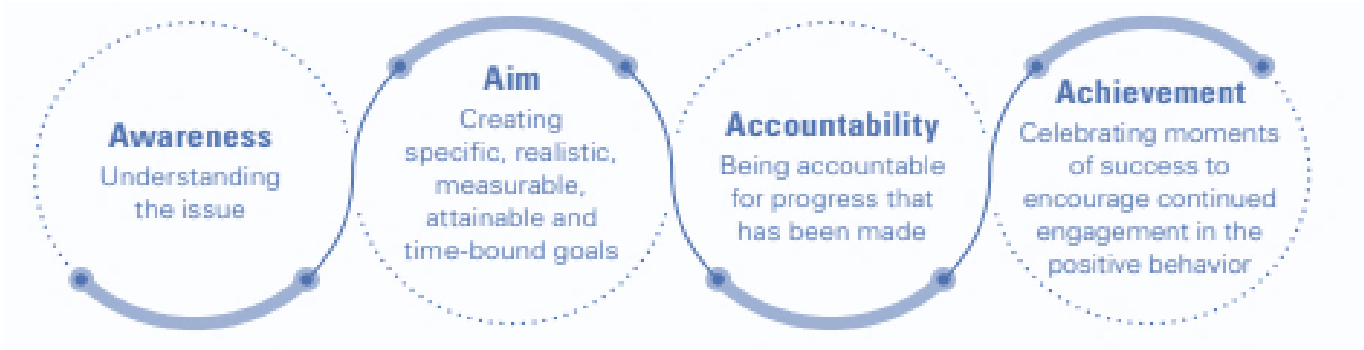 Awareness
Understanding
the issue
Aim
Creating
specific, realistic,
measurable,
attainable and
time-bound goals
Accountability
Being accountable
for progress that
has been made
Achievement
Celebrating moments
of success to
encourage continued
engagement in the
positive behavior